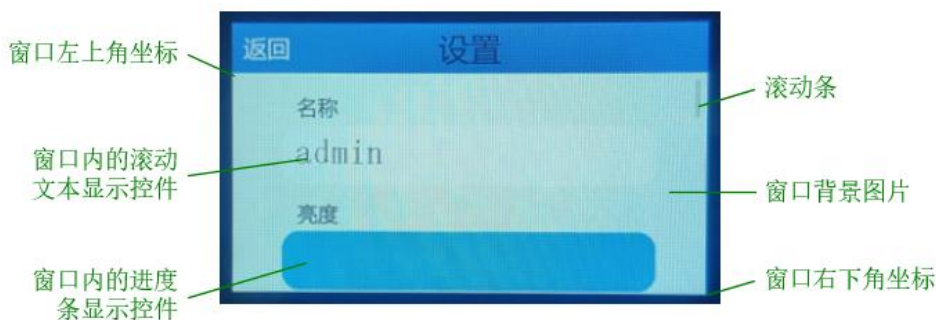 窗口左上角坐标
窗口内的滚动
文本显示控件
窗口内的进度
条显示控件
返回
设置
名称
admin
亮度
滚动条
窗口背景图片
窗口右下角坐标